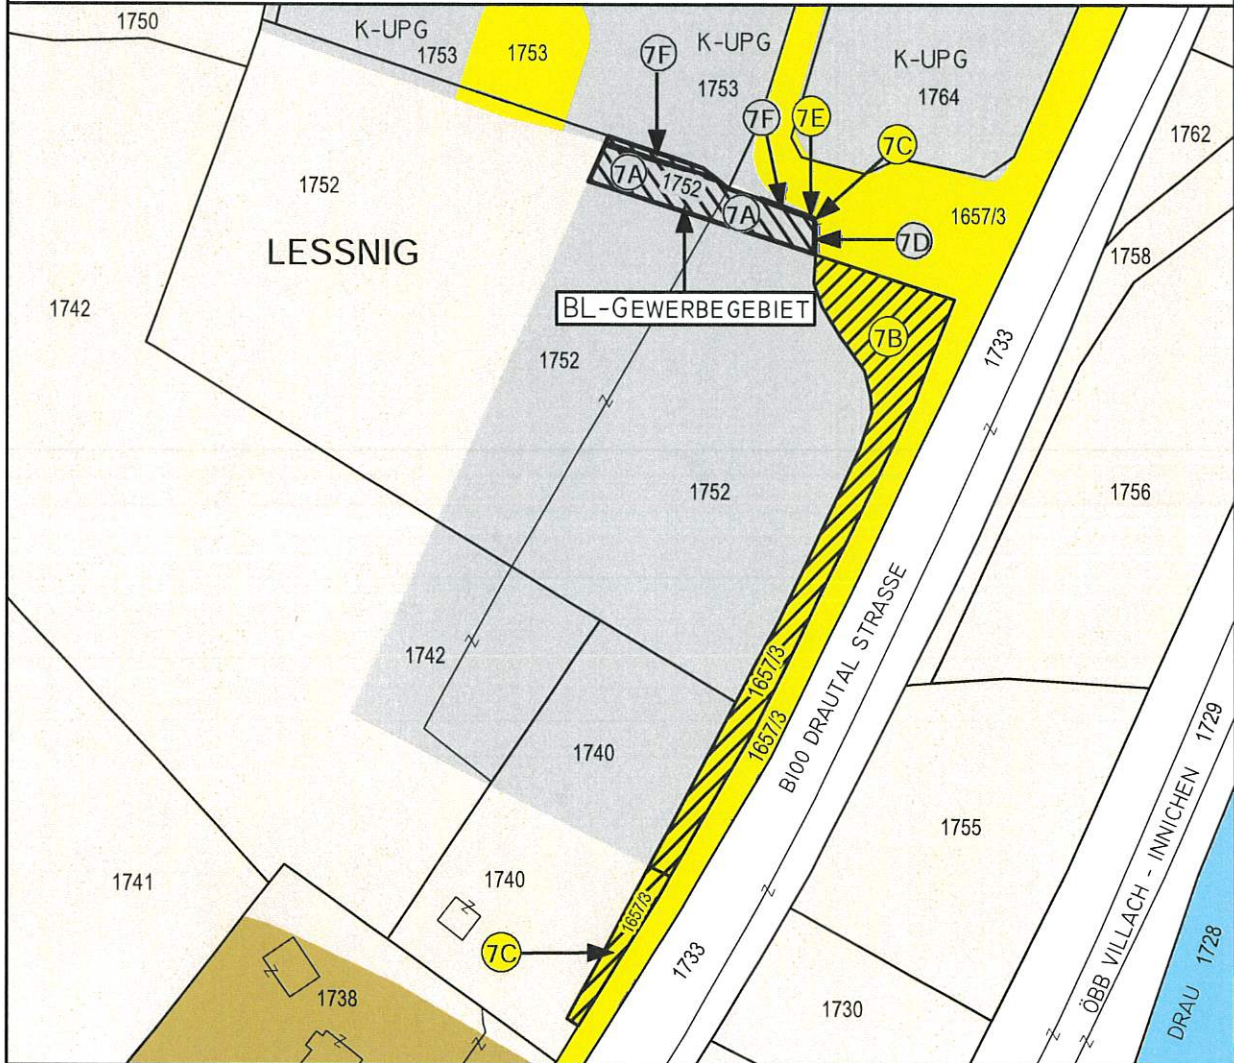 1750
K-UPG
1753
1753
7F
K-UPG
1753
K-UPG
1764
7F
7E
7C
1762
1752
7A
1752
7A
1657/3
7D
1758
LESSNIG
1742
BL-GEWERBEGEBIET
7B
1733
1752
1752
1756
1742
1657/3
1657/3
B100 DRAUTAL STRASSE
1740
1729
ÖBB VILLACH - INNICHEN
1755
1741
1740
1657/3
7C
1733
1728
DRAU
1738
1730